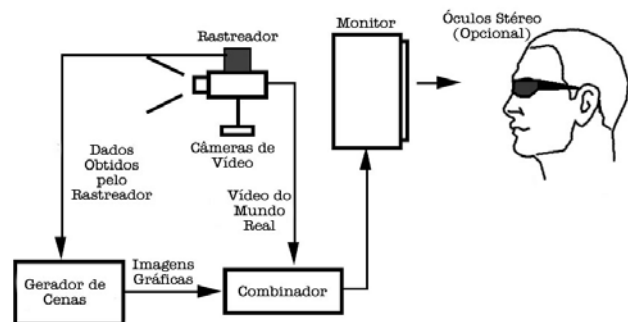 Monitor
Óculos Stéreo
(Opcional)
Rastreador
Câmeras de
Vídeo
Dados
Obtidos
pelo
Rastreador
Vídeo do
Mundo
Real
Imagens
Gráficas
Gerador de
Cenas
Combinador